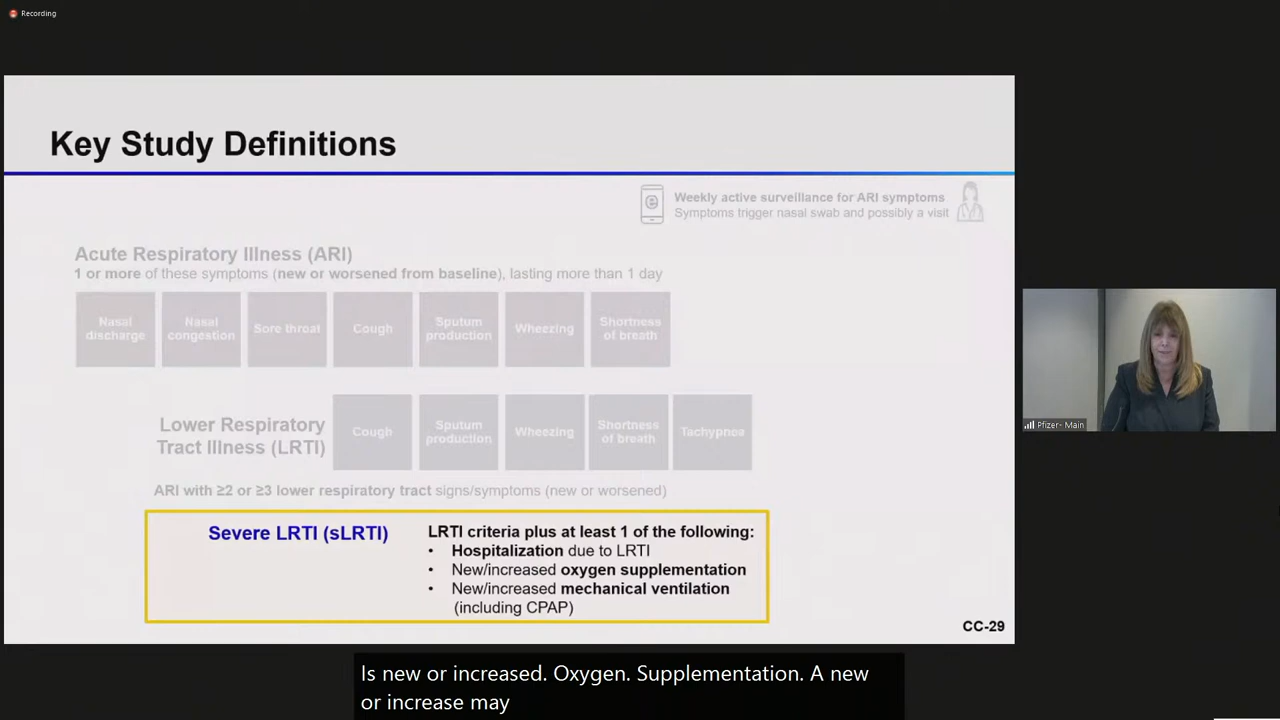 Recording
Key Study Definitions
Weekly active surveillance for ARI symptoms
Symptoms trigger nasal swab and possibly a visit
Acute Respiratory Illness (ARI)
1 or more of these symptoms (new or worsened from baseline), lasting more than 1 day
Nasal discharge
Nasal congestion
Sore throat
Cough
Sputum production
Wheezing
Shortness of breath
Lower Respiratory
Tract Illness (LRTI)
Cough
Sputum production
Wheezing
Shortness of breath
Tachypnea
ARI with ≥2 or ≥3 lower respiratory tract signs/symptoms (new or worsened)
Severe LRTI (sLRTI)
LRTI criteria plus at least 1 of the following:
• Hospitalization due to LRTI
• New/increased oxygen supplementation
• New/increased mechanical ventilation
(including CPAP)
CC-29
Pfizer- Main
Is new or increased. Oxygen. Supplementation. A new
or increase may